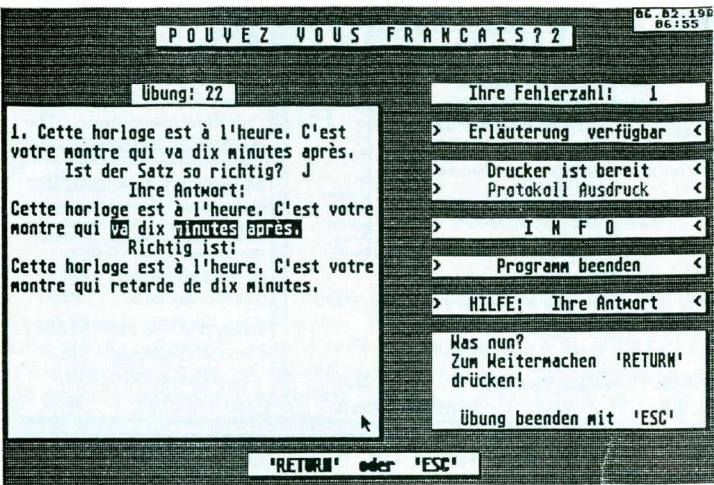 06.02.198
06:55
POUVEZ VOUS FRANCAIS?2
Übung: 22
1. Cette horloge est à l'heure. C'est
votre montre qui va dix minutes après.
Ist der Satz so richtig? J
Ihre Antwort:
Cette horloge est à l'heure. C'est votre
montre qui va dix minutes après.
Richtig ist:
Cette horloge est à l'heure. C'est votre
montre qui retarde de dix minutes.
Ihre Fehlerzahl: 1
> Erläuterung verfügbar <
> Drucker ist bereit <
> Protokoll Ausdruck <
> I N F O <
> Programm beenden <
> HILFE: Ihre Antwort <
Was nun?
Zum Weitermachen 'RETURN'
drücken!
Übung beenden mit 'ESC'
'RETURN' oder 'ESC'